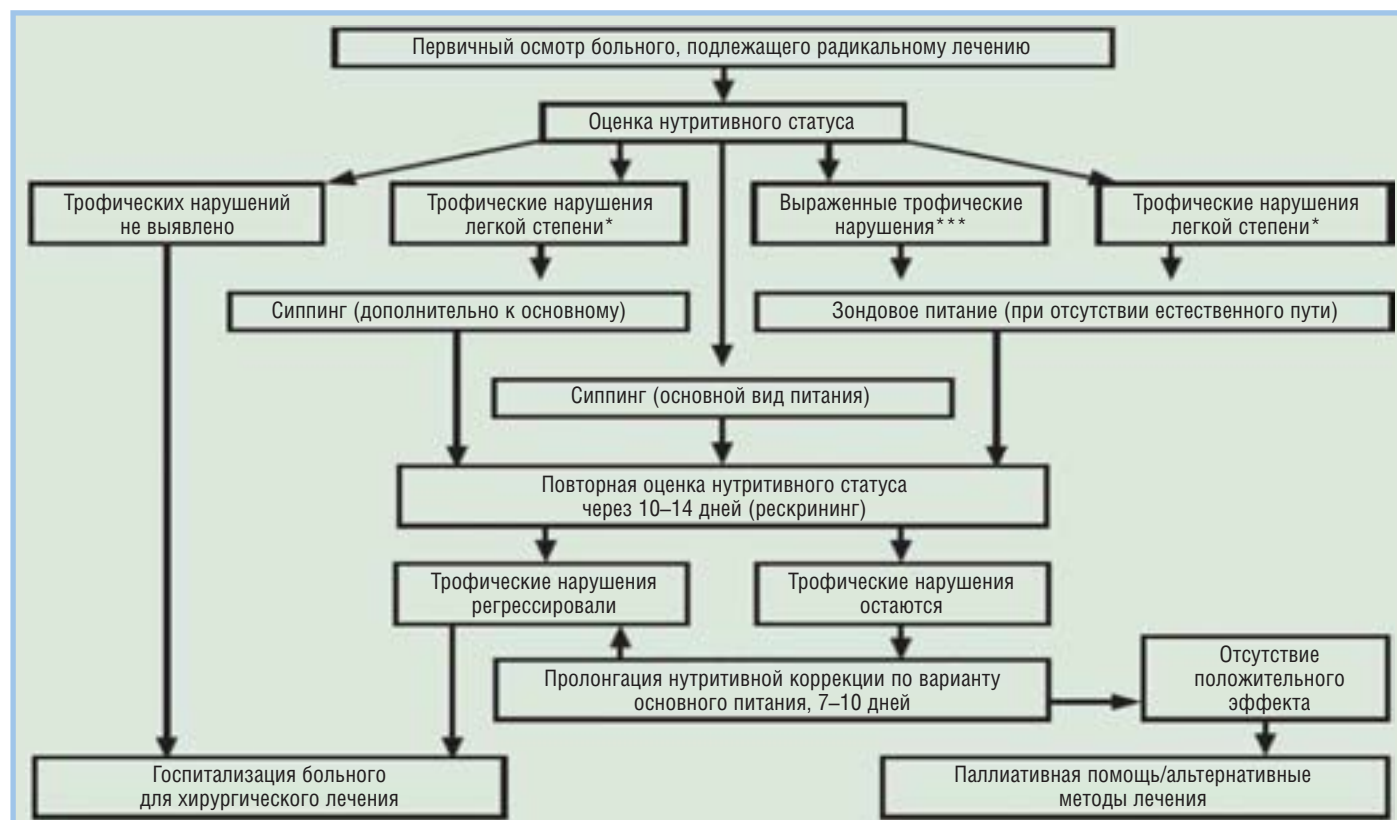 Первичный осмотр больного, подлежащего радикальному лечению
Оценка нутритивного статуса
Трофических нарушений
не выявлено
Трофические нарушения
легкой степени*
Выраженные трофические
нарушения***
Трофические нарушения
легкой степени*
Сиппинг (дополнительно к основному)
Зондовое питание (при отсутствии естественного пути)
Сиппинг (основной вид питания)
Повторная оценка нутритивного статуса
через 10–14 дней (рескрининг)
Трофические нарушения
регрессировали
Трофические нарушения
остаются
Пролонгация нутритивной коррекции по варианту
основного питания, 7–10 дней
Отсутствие
положительного
эффекта
Госпитализация больного
для хирургического лечения
Паллиативная помощь/альтернативные
методы лечения